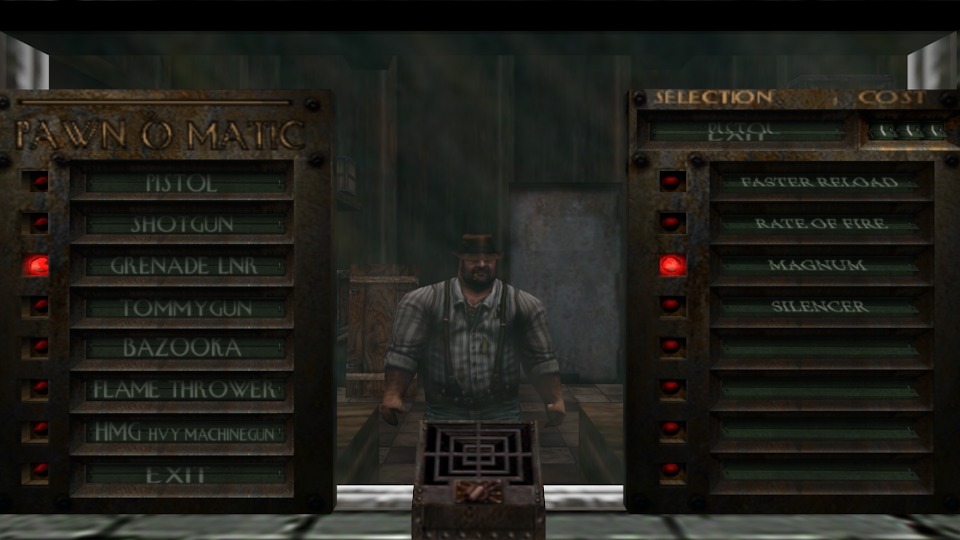 PAWN O MATIC
PISTOL
SHOTGUN
GRENADE LNR
TOMMYGUN
BAZOOKA
FLAME THROWER
HMG HVY MACHINEGUN
EXIT
SELECTION COST
FASTER RELOAD
RATE OF FIRE
MAGNUM
SILENCER